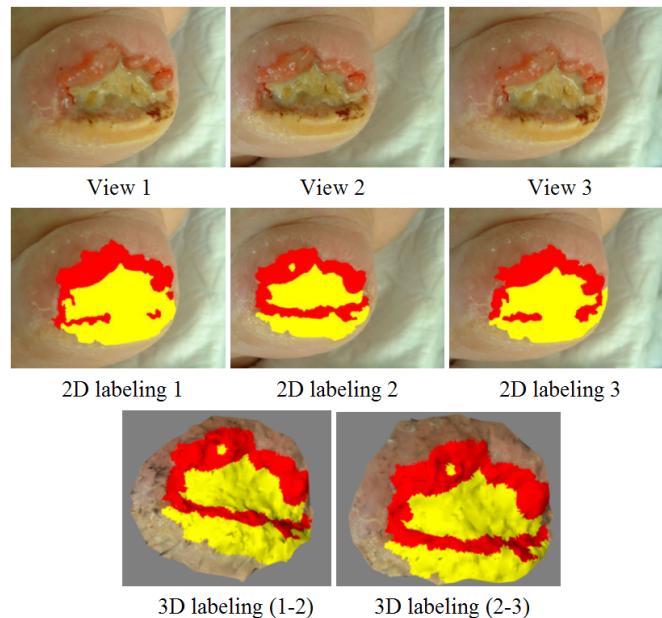 View 1 View 2 View 3
2D labeling 1 2D labeling 2 2D labeling 3
3D labeling (1-2) 3D labeling (2-3)